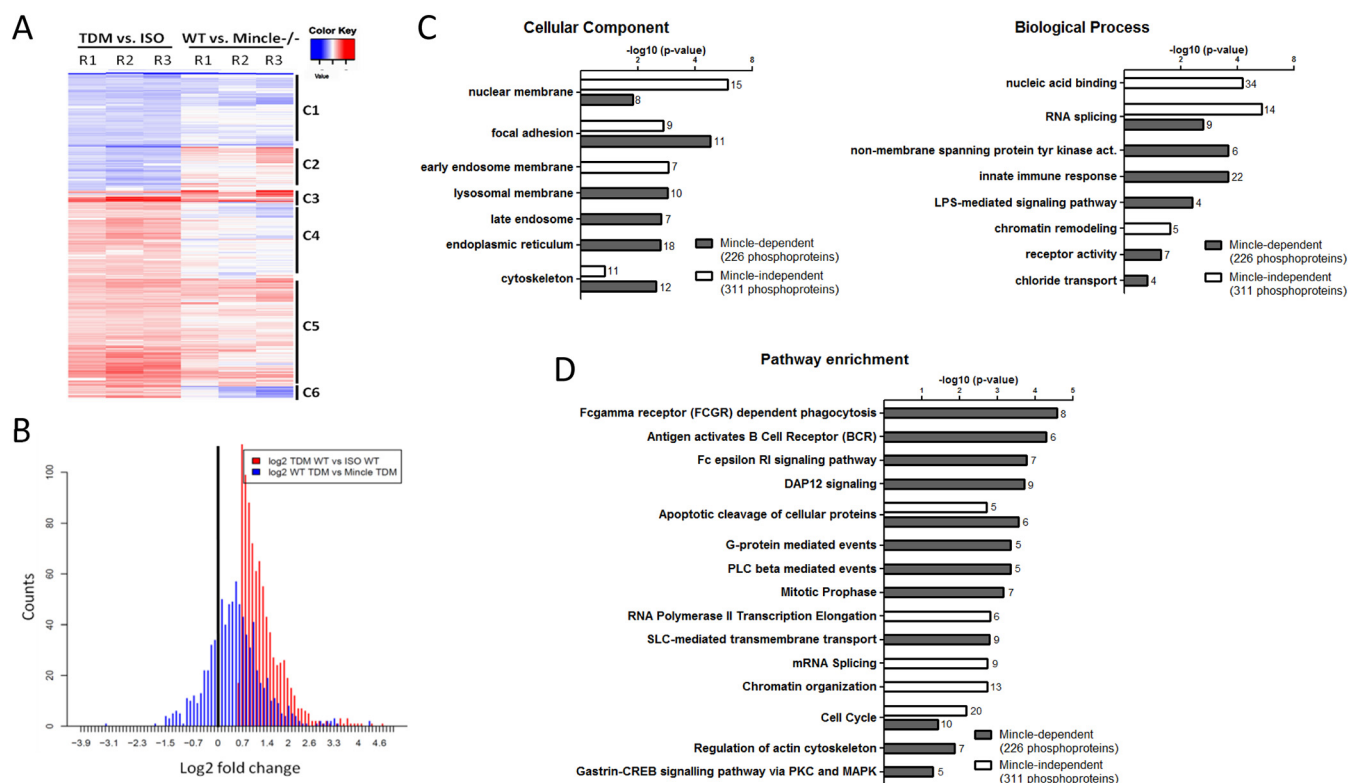 A
TDM vs. ISO
WT vs. Mincle-/-
R1 R2 R3 R1 R2 R3
Color Key
Value
C1
C2
C3
C4
C5
C6
B
log2 TDM WT vs ISO WT
log2 WT TDM vs Mincle TDM
Counts
100
80
60
40
20
0
−3.9 −3.1 −2.3 −1.5 −0.7 0 0.7 1.4 2 2.6 3.3 4 4.6
Log2 fold change
C
Cellular Component
-log10 (p-value)
2 4 8
nuclear membrane 15
8
focal adhesion 9
11
early endosome membrane 7
lysosomal membrane 10
late endosome 7
endoplasmic reticulum 18
cytoskeleton 11
12
Mincle-dependent
(226 phosphoproteins)
Mincle-independent
(311 phosphoproteins)
Biological Process
-log10 (p-value)
2 4 8
nucleic acid binding 34
RNA splicing 14
9
non-membrane spanning protein tyr kinase act. 6
innate immune response 22
LPS-mediated signaling pathway 4
chromatin remodeling 5
receptor activity 7
chloride transport 4
Mincle-dependent
(226 phosphoproteins)
Mincle-independent
(311 phosphoproteins)
D
Pathway enrichment
-log10 (p-value)
1 2 3 4 5
Fcgamma receptor (FCGR) dependent phagocytosis 8
Antigen activates B Cell Receptor (BCR) 6
Fc epsilon RI signaling pathway 7
DAP12 signaling 9
Apoptotic cleavage of cellular proteins 5
6
G-protein mediated events 5
PLC beta mediated events 5
Mitotic Prophase 7
RNA Polymerase II Transcription Elongation 6
SLC-mediated transmembrane transport 9
mRNA Splicing 9
Chromatin organization 13
Cell Cycle 20
10
Regulation of actin cytoskeleton 7
Gastrin-CREB signalling pathway via PKC and MAPK 5
Mincle-dependent
(226 phosphoproteins)
Mincle-independent
(311 phosphoproteins)